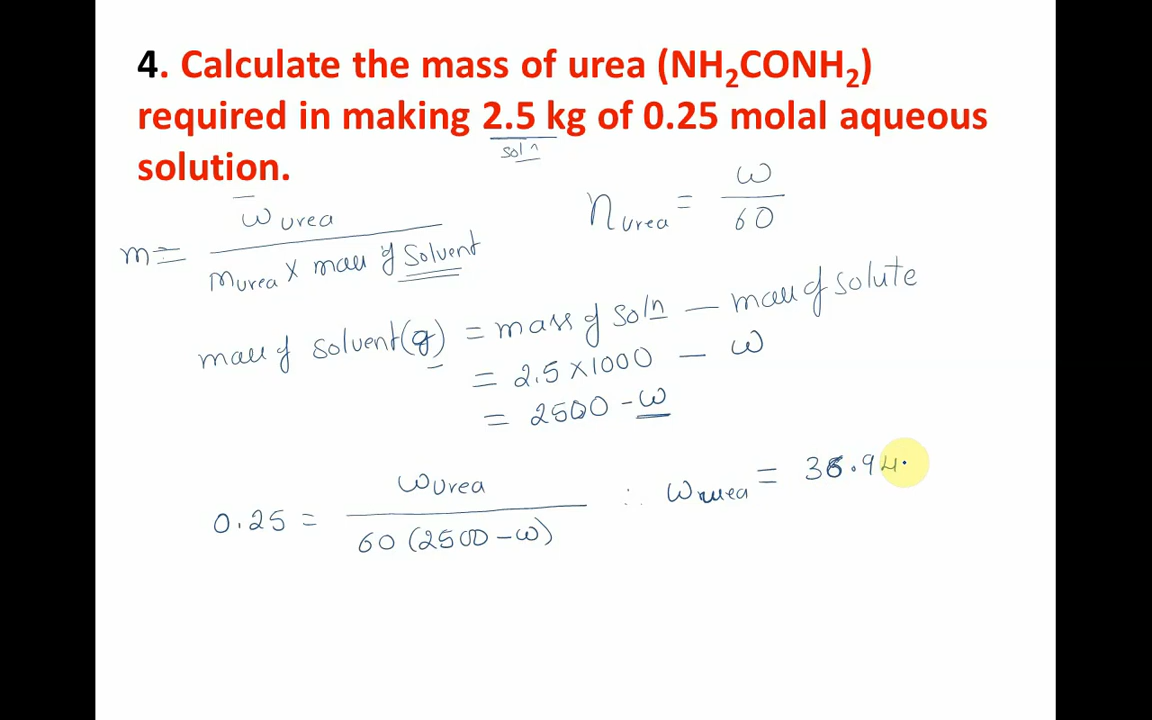 4. Calculate the mass of urea (NH₂CONH₂)
required in making 2.5 kg of 0.25 molal aqueous
solution.
solⁿ
m = W urea / (Murea × mass of Solvent)
nurea = W / 60
mass of solvent(g) = mass of soln – mass of solute
= 2.5 × 1000 – W
= 2500 – W
0.25 = W urea / 60 (2500 – W)
∴ Wurea = 36.94